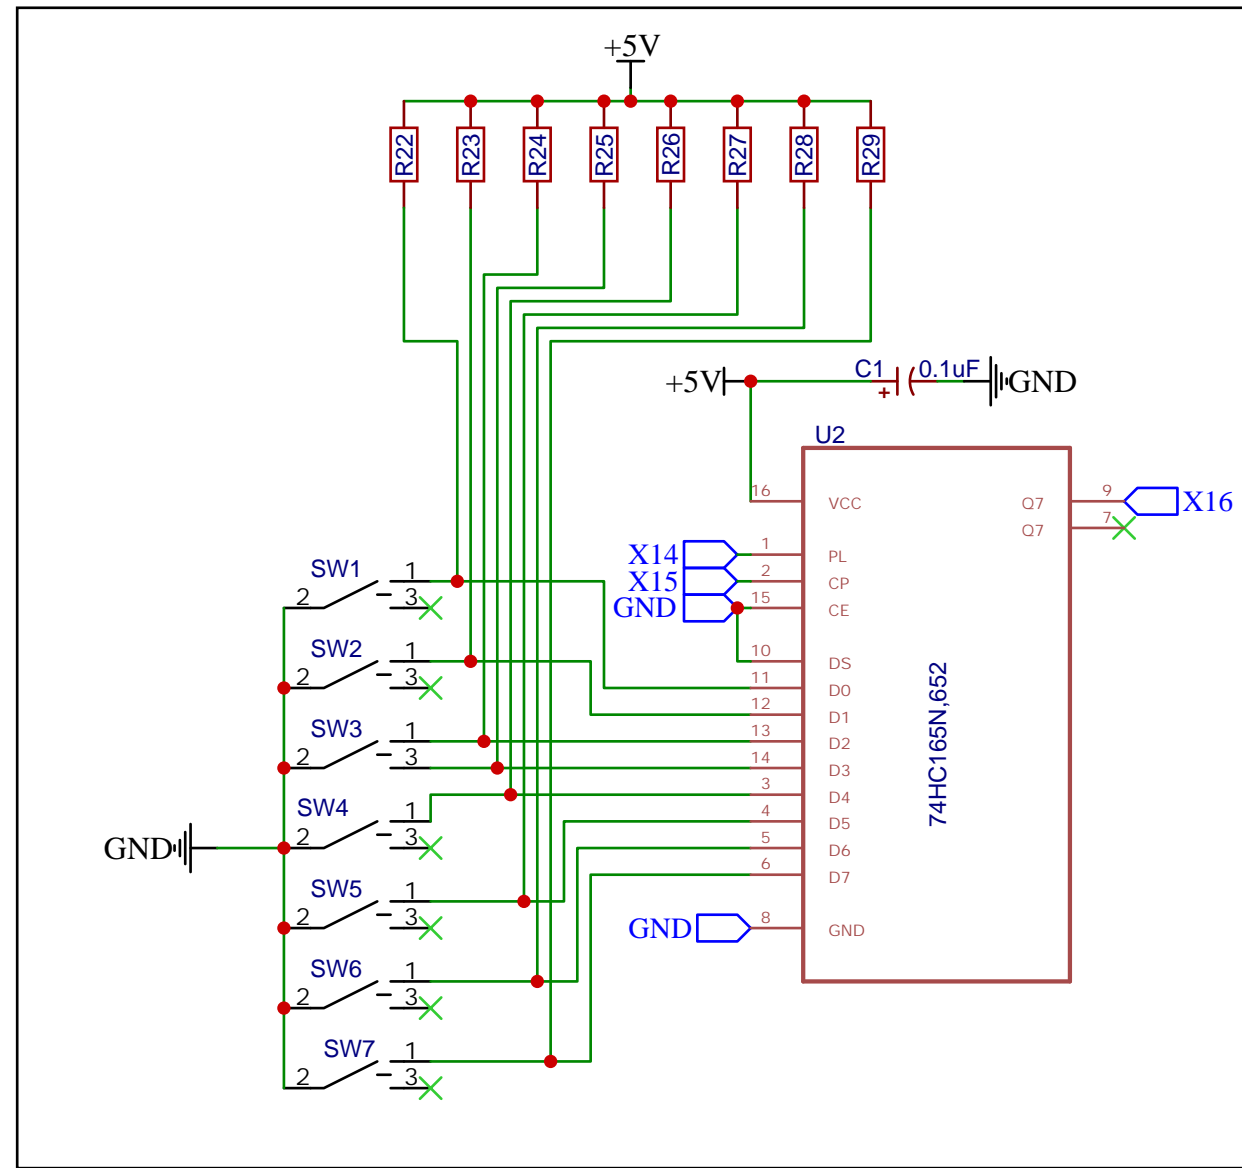 +5V
R22 R23 R24 R25 R26 R27 R28 R29
+5V C1 + 0.1uF GND
U2
16 VCC Q7 9 X16
Q7 7
X14 1 PL
X15 2 CP
GND 15 CE
10 DS
11 D0
12 D1
13 D2
14 D3
3 D4
4 D5
5 D6
6 D7
GND 8 GND
74HC165N,652
SW1 1
2 3
SW2 1
2 3
SW3 1
2 3
SW4 1
GND 2 3
SW5 1
2 3
SW6 1
2 3
SW7 1
2 3